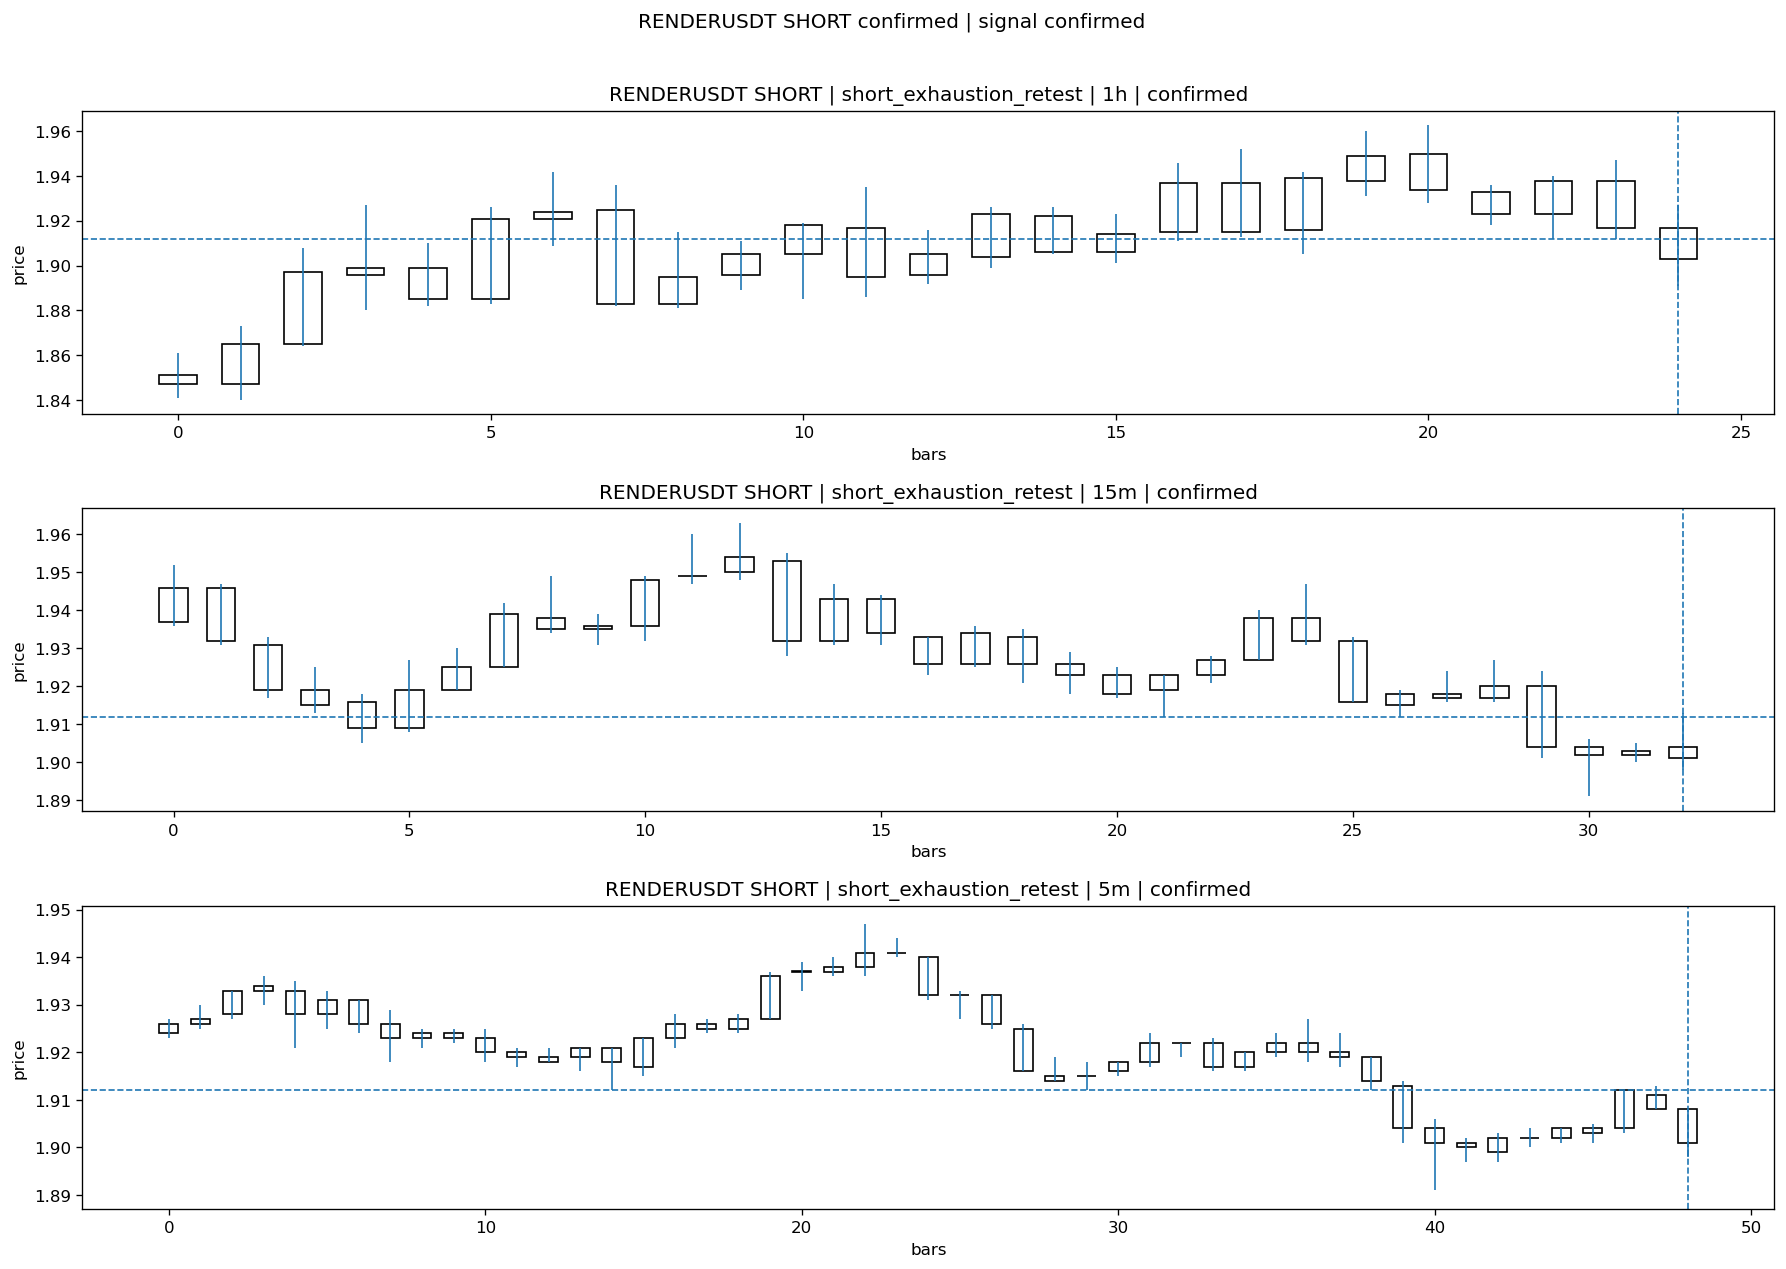 RENDERUSDT SHORT confirmed | signal confirmed
RENDERUSDT SHORT | short_exhaustion_retest | 1h | confirmed
price
1.96
1.94
1.92
1.90
1.88
1.86
1.84
0 5 10 15 20 25
bars
RENDERUSDT SHORT | short_exhaustion_retest | 15m | confirmed
price
1.96
1.95
1.94
1.93
1.92
1.91
1.90
1.89
0 5 10 15 20 25 30
bars
RENDERUSDT SHORT | short_exhaustion_retest | 5m | confirmed
price
1.95
1.94
1.93
1.92
1.91
1.90
1.89
0 10 20 30 40 50
bars